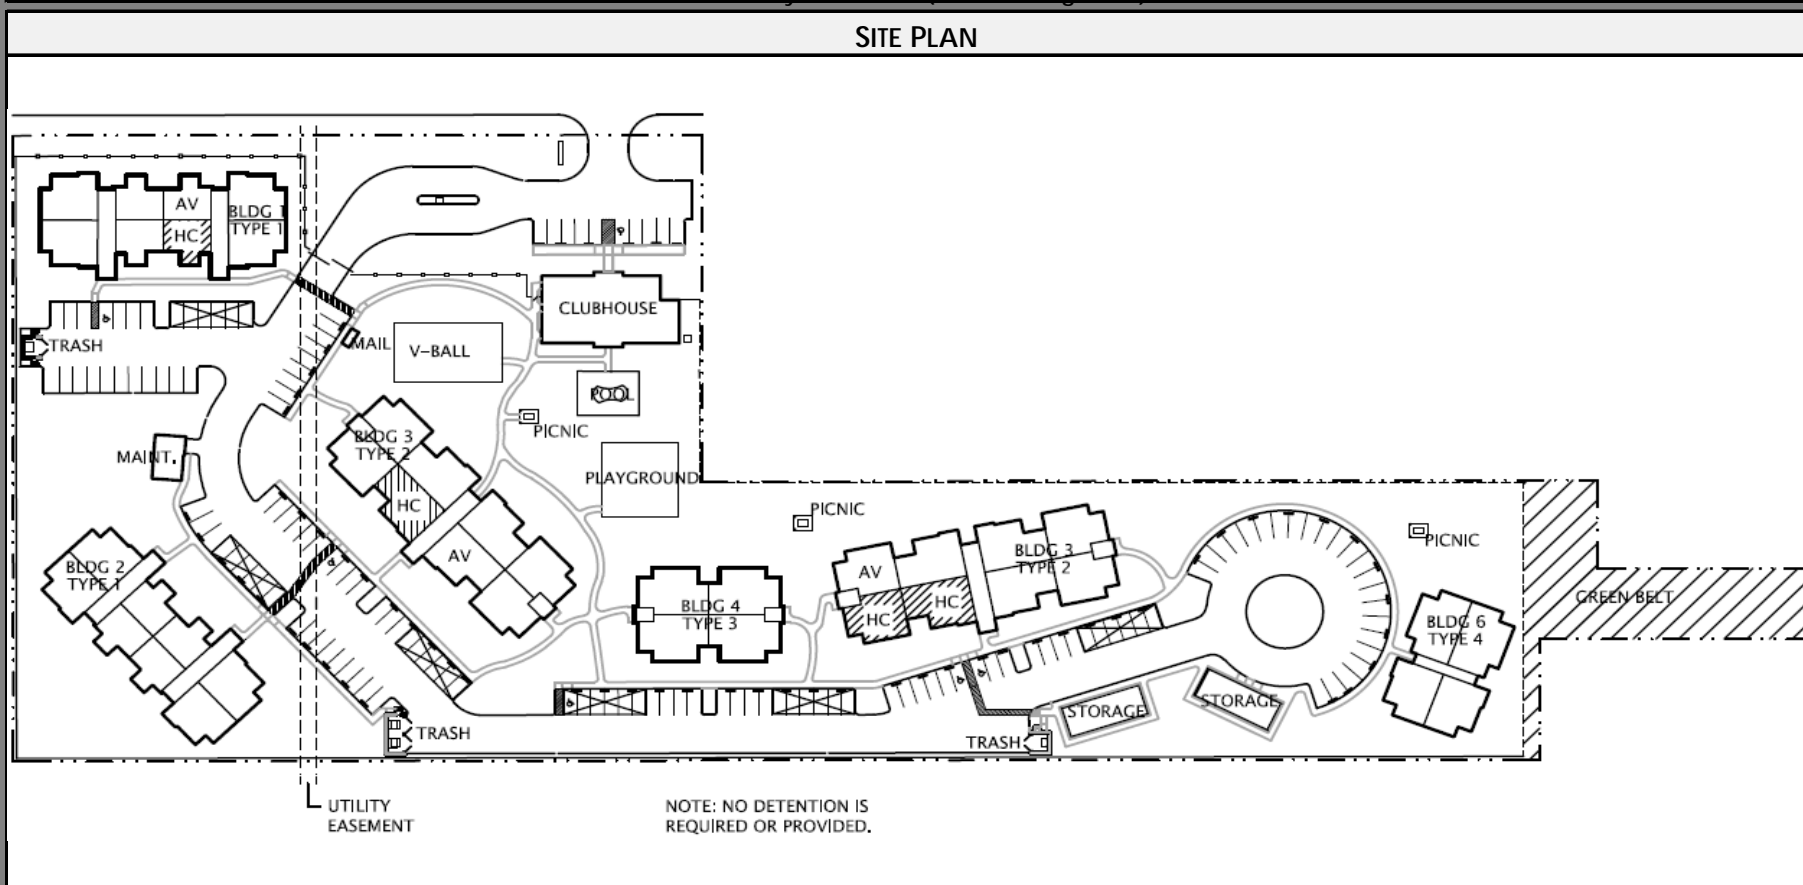 SITE PLAN
AV
HC
BLDG 1
TYPE 1
TRASH
MAIL
V-BALL
CLUBHOUSE
POOL
PICNIC
PLAYGROUND
MAINT.
BLDG 3
TYPE 2
HC
AV
BLDG 2
TYPE 1
PICNIC
BLDG 4
TYPE 3
AV
HC
HC
BLDG 3
TYPE 2
PICNIC
GREEN BELT
BLDG 6
TYPE 4
STORAGE
STORAGE
TRASH
TRASH
UTILITY
EASEMENT
NOTE: NO DETENTION IS
REQUIRED OR PROVIDED.